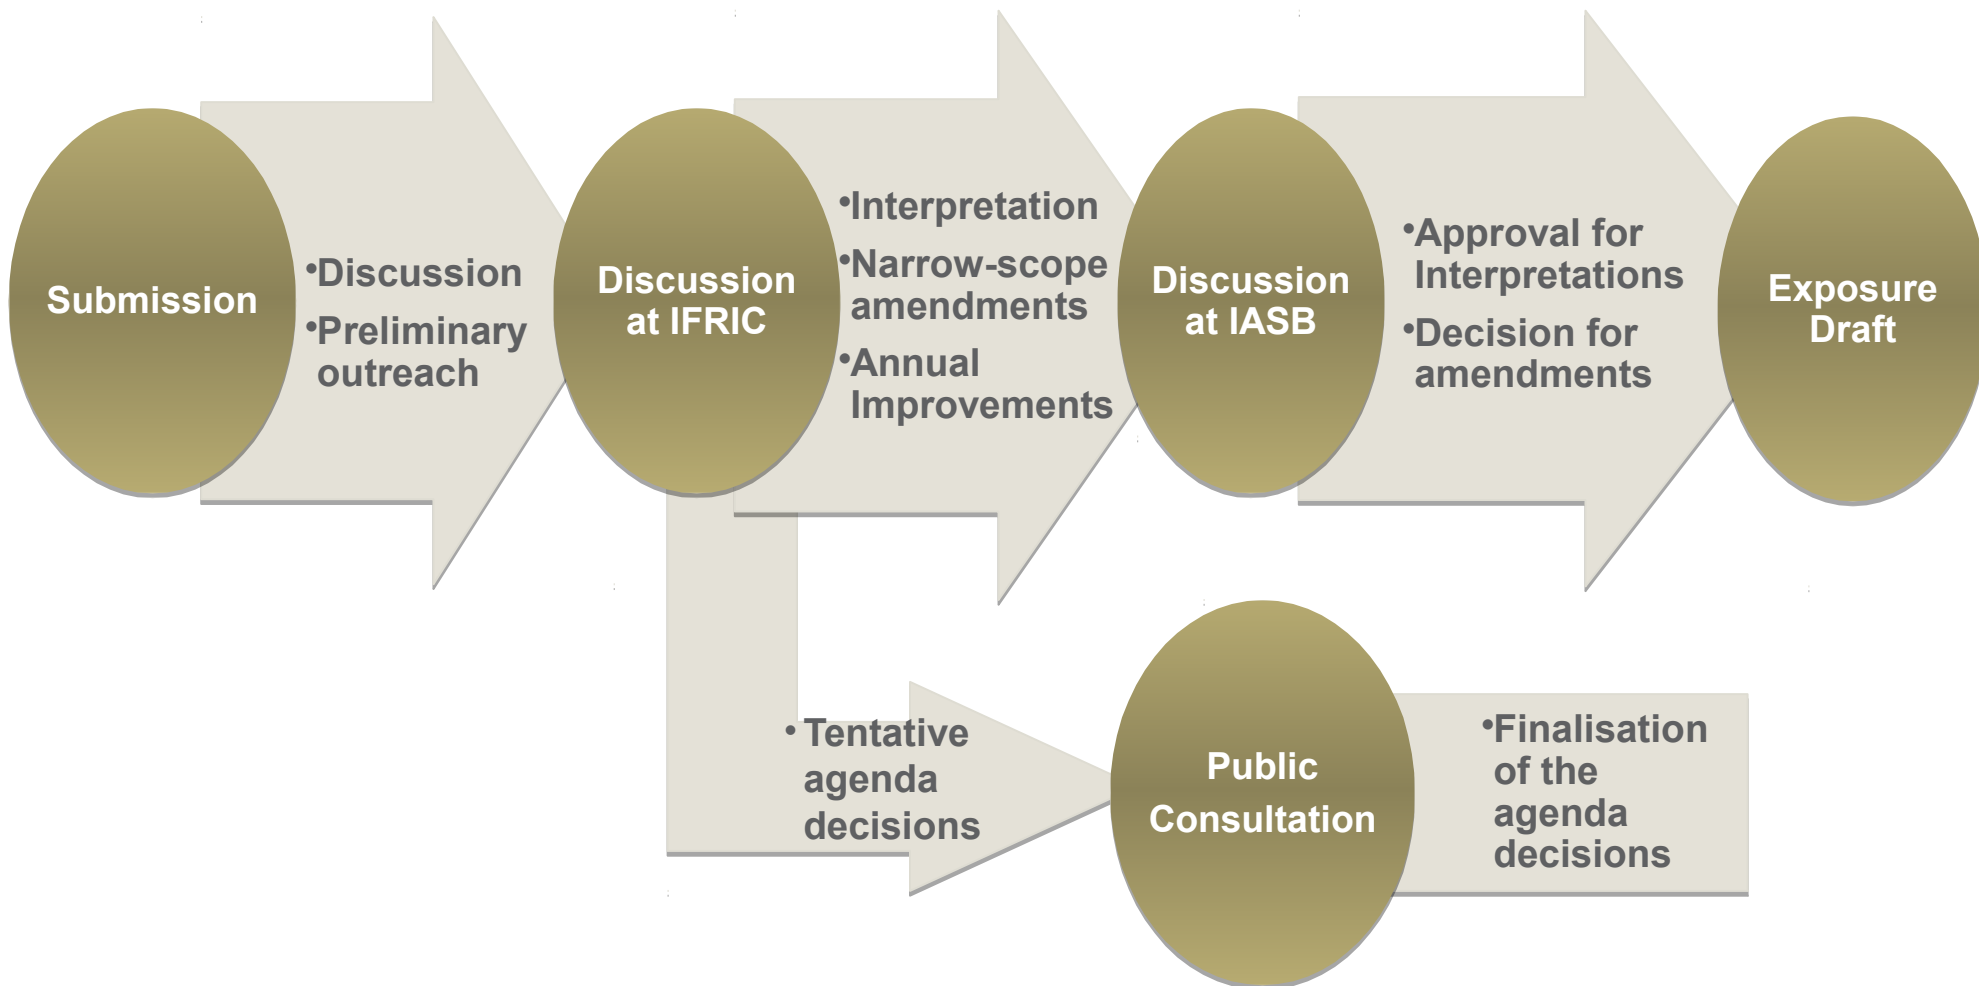 Submission
•Discussion
•Preliminary
outreach
Discussion
at IFRIC
•Interpretation
•Narrow-scope
amendments
•Annual
Improvements
Discussion
at IASB
•Approval for
Interpretations
•Decision for
amendments
Exposure
Draft
• Tentative
agenda
decisions
Public
Consultation
•Finalisation
of the
agenda
decisions